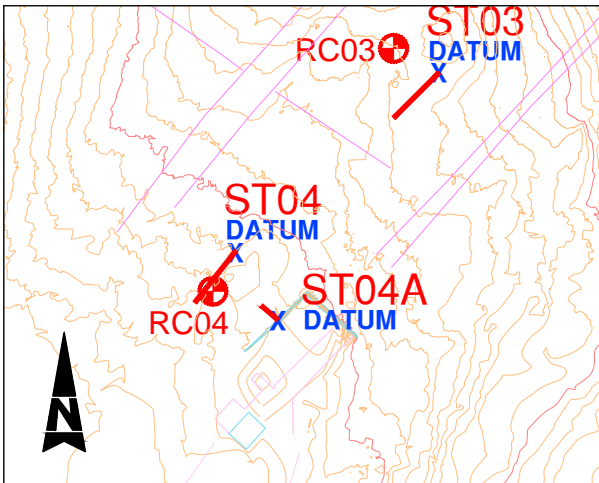 ST03
RC03
DATUM
X
ST04
DATUM
X
ST04A
RC04
X
DATUM
N